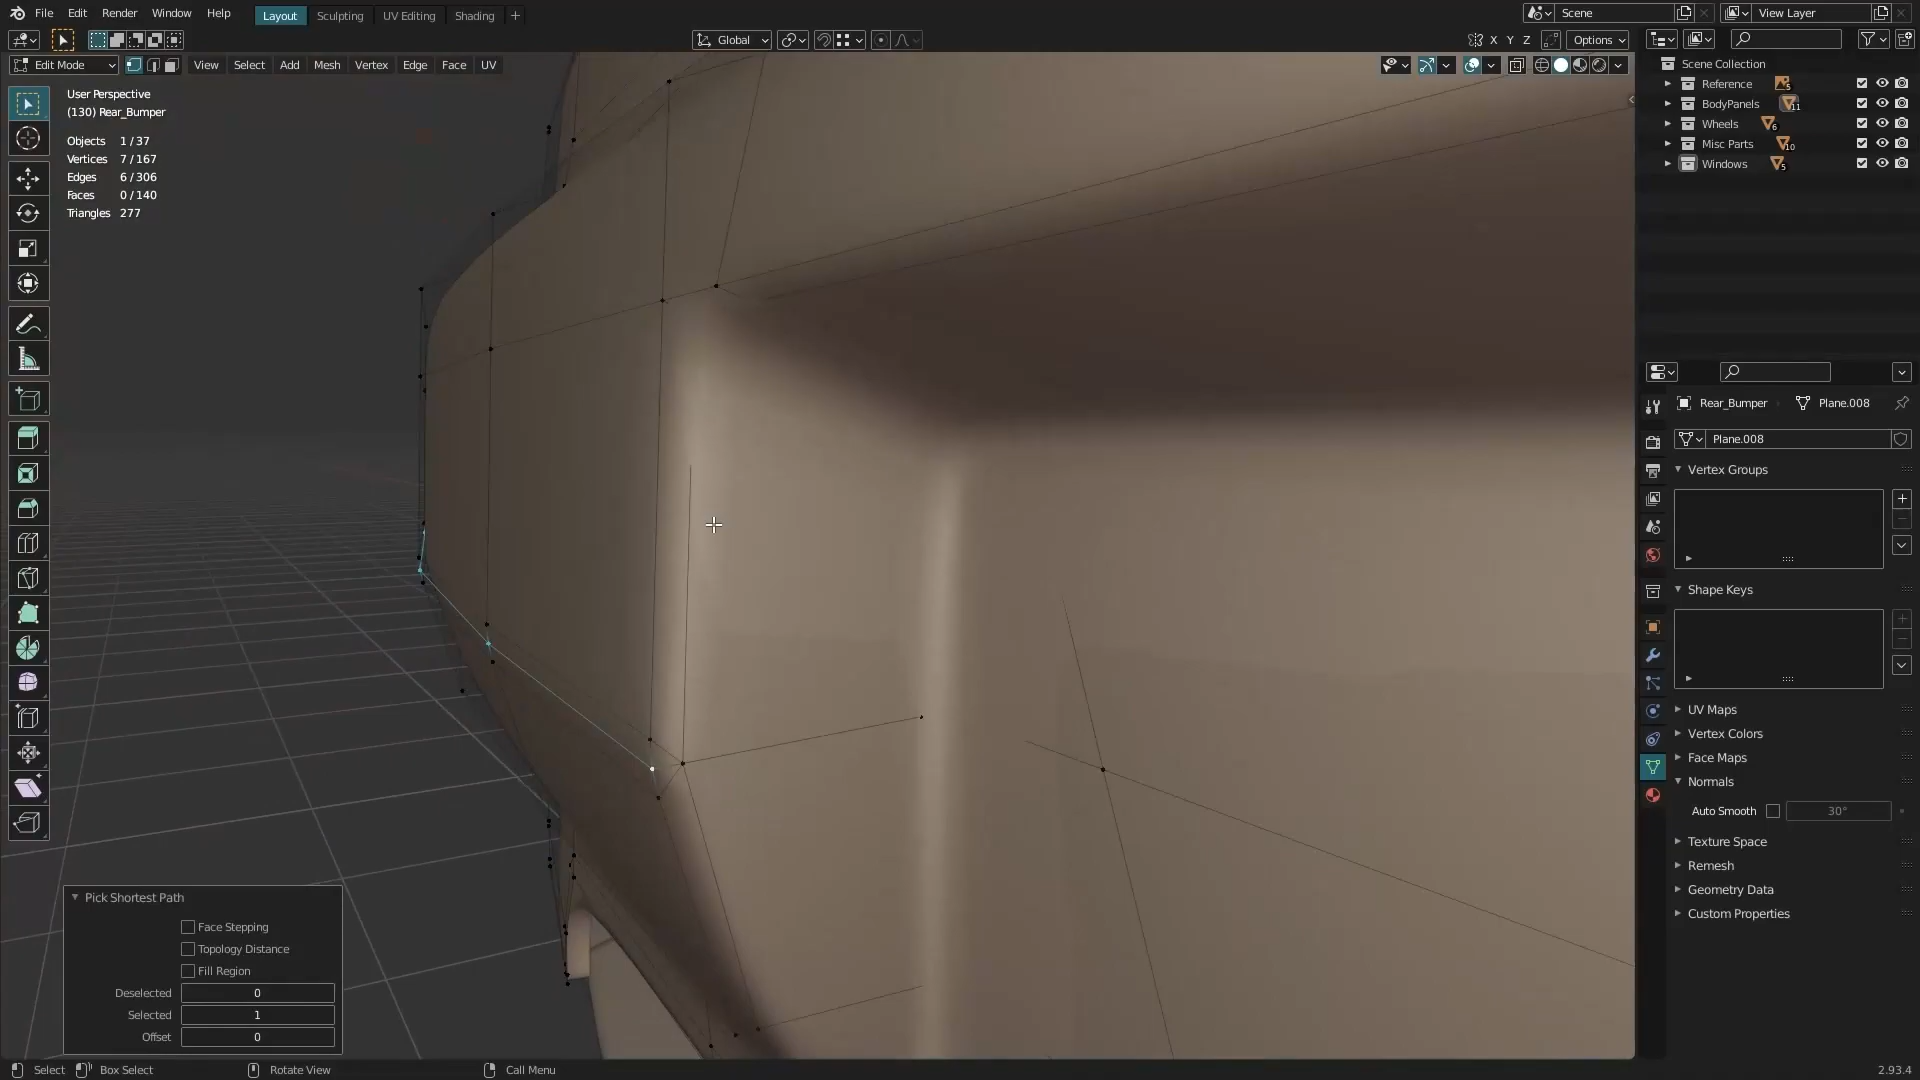 File Edit Render Window Help Layout Sculpting UV Editing Shading + Scene View Layer
Global X Y Z Options
Edit Mode View Select Add Mesh Vertex Edge Face UV
User Perspective
(130) Rear_Bumper
Objects 1 / 37
Vertices 7 / 167
Edges 6 / 306
Faces 0 / 140
Triangles 277
Scene Collection
Reference 5
BodyPanels 11
Wheels 6
Misc Parts 10
Windows 5
Rear_Bumper Plane.008
Plane.008
Vertex Groups
Shape Keys
UV Maps
Vertex Colors
Face Maps
Normals
Auto Smooth 30°
Texture Space
Remesh
Geometry Data
Custom Properties
Pick Shortest Path
Face Stepping
Topology Distance
Fill Region
Deselected 0
Selected 1
Offset 0
Select Box Select Rotate View Call Menu 2.93.4